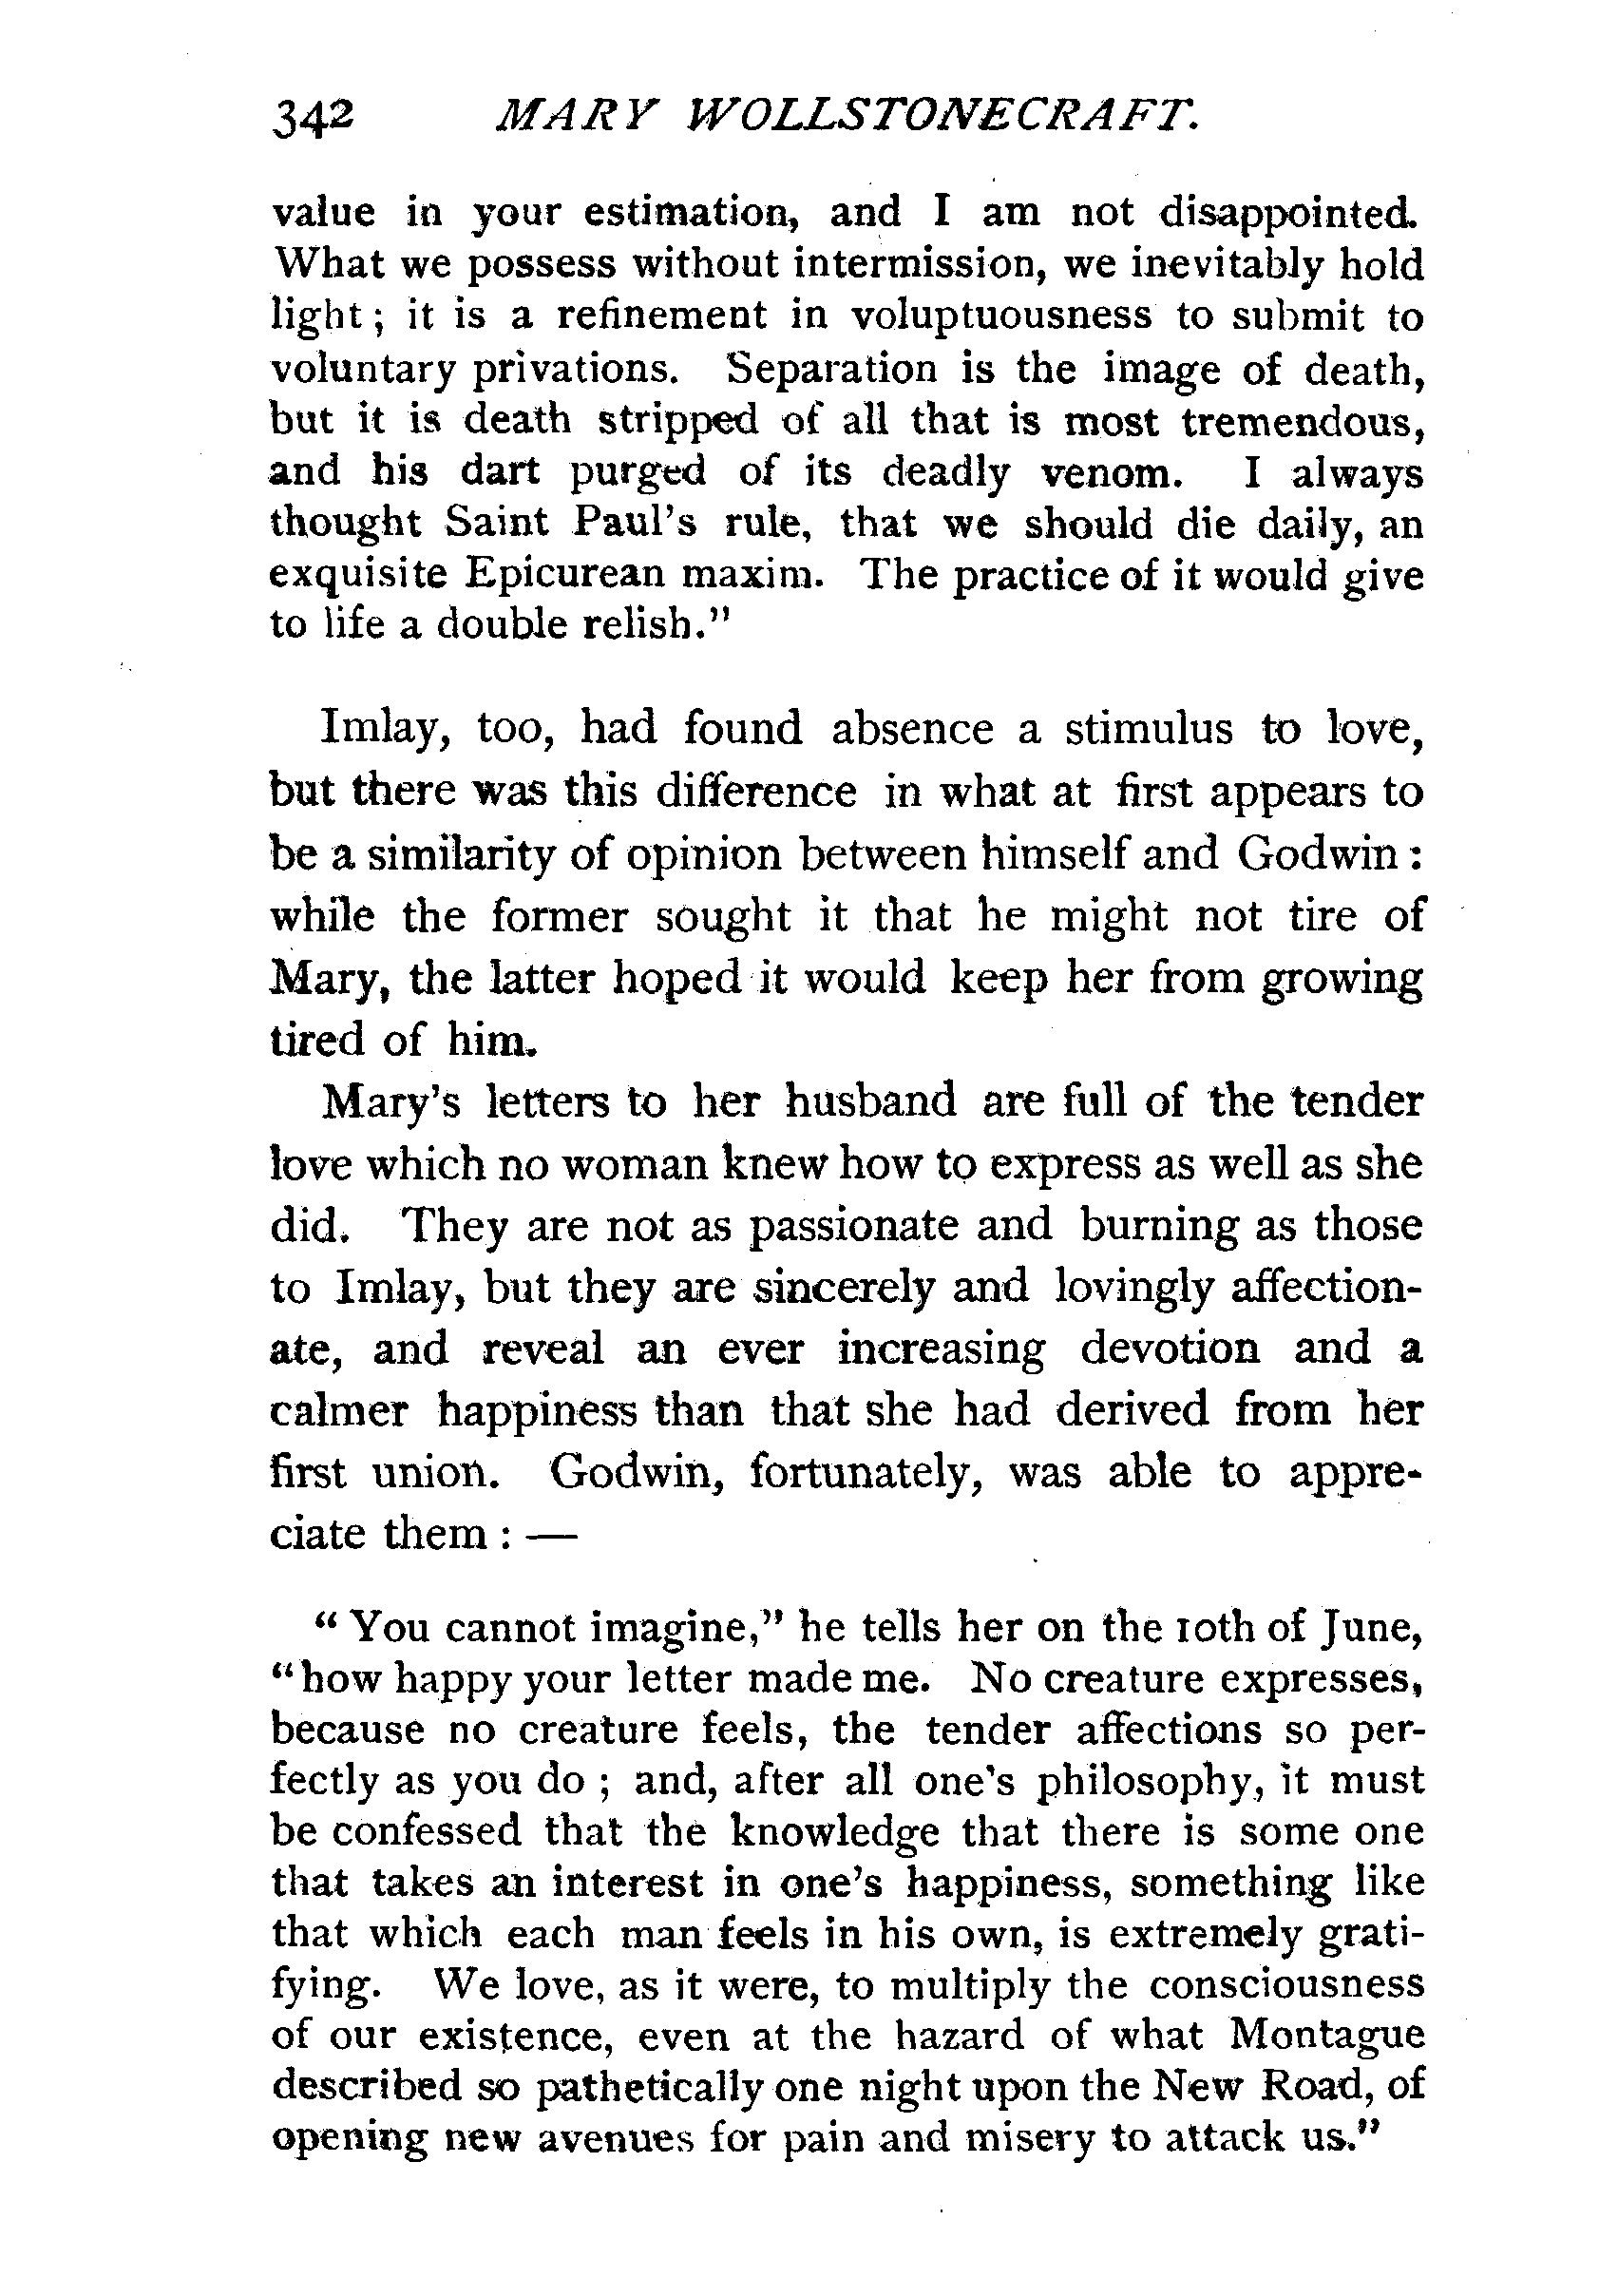 342 MARY WOLLSTONECRAFT.
value in your estimation, and I am not disappointed.
What we possess without intermission, we inevitably hold
light; it is a refinement in voluptuousness to submit to
voluntary privations. Separation is the image of death,
but it is death stripped of all that is most tremendous,
and his dart purged of its deadly venom. I always
thought Saint Paul's rule, that we should die daily, an
exquisite Epicurean maxim. The practice of it would give
to life a double relish."
Imlay, too, had found absence a stimulus to love,
but there was this difference in what at first appears to
be a similarity of opinion between himself and Godwin:
while the former sought it that he might not tire of
Mary, the latter hoped it would keep her from growing
tired of him.
Mary's letters to her husband are full of the tender
love which no woman knew how to express as well as she
did. They are not as passionate and burning as those
to Imlay, but they are sincerely and lovingly affection-
ate, and reveal an ever increasing devotion and a
calmer happiness than that she had derived from her
first union. Godwin, fortunately, was able to appre-
ciate them: —
"You cannot imagine," he tells her on the 10th of June,
"how happy your letter made me. No creature expresses,
because no creature feels, the tender affections so per-
fectly as you do; and, after all one's philosophy, it must
be confessed that the knowledge that there is some one
that takes an interest in one's happiness, something like
that which each man feels in his own, is extremely grati-
fying. We love, as it were, to multiply the consciousness
of our existence, even at the hazard of what Montague
described so pathetically one night upon the New Road, of
opening new avenues for pain and misery to attack us."